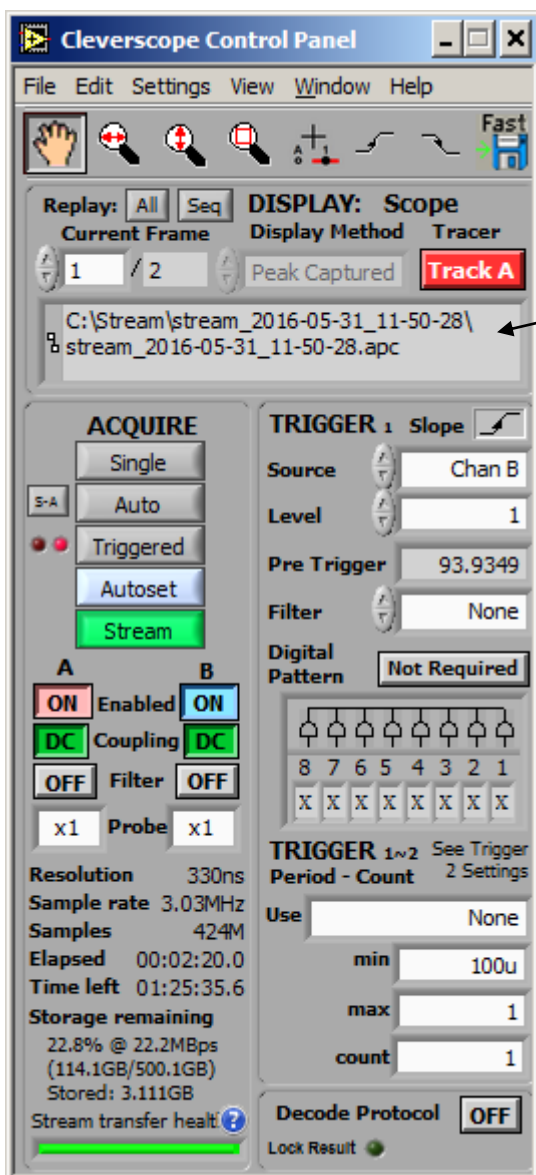 Cleverscope Control Panel
File Edit Settings View Window Help
A 1
0
Fast
Replay: All Seq DISPLAY: Scope
Current Frame Display Method Tracer
1 / 2 Peak Captured Track A
C:\Stream\stream_2016-05-31_11-50-28\
stream_2016-05-31_11-50-28.apc
ACQUIRE
Single
S-A Auto
Triggered
Autoset
Stream
A B
ON Enabled ON
DC Coupling DC
OFF Filter OFF
x1 Probe x1
Resolution 330ns
Sample rate 3.03MHz
Samples 424M
Elapsed 00:02:20.0
Time left 01:25:35.6
Storage remaining
22.8% @ 22.2MBps
(114.1GB/500.1GB)
Stored: 3.111GB
Stream transfer healt ?
TRIGGER 1 Slope
Source Chan B
Level 1
Pre Trigger 93.9349
Filter None
Digital
Pattern Not Required
8 7 6 5 4 3 2 1
X X X X X X X X
TRIGGER 1~2 See Trigger
Period - Count 2 Settings
Use None
min 100u
max 1
count 1
Decode Protocol OFF
Lock Result